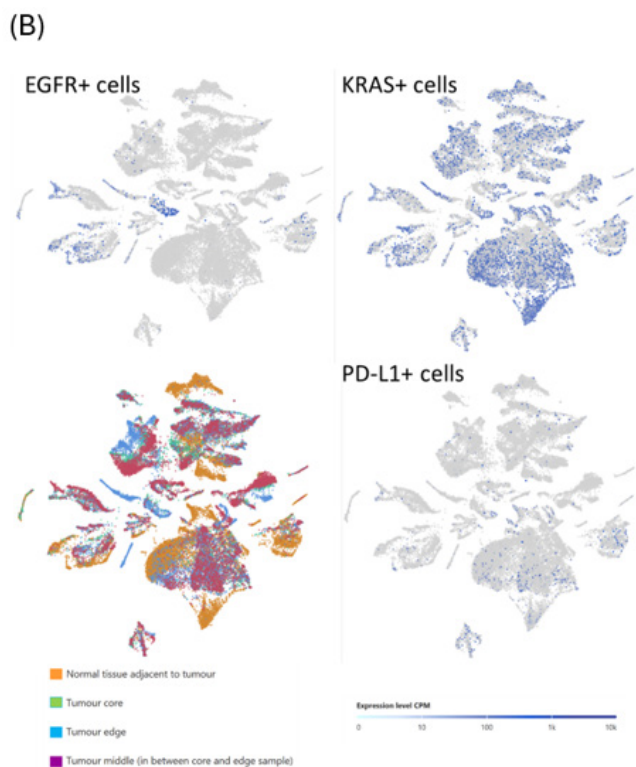 (B)
EGFR+ cells
KRAS+ cells
PD-L1+ cells
Normal tissue adjacent to tumour
Tumour core
Tumour edge
Tumour middle (in between core and edge sample)
Expression level CPM
0 10 100 1k 10k